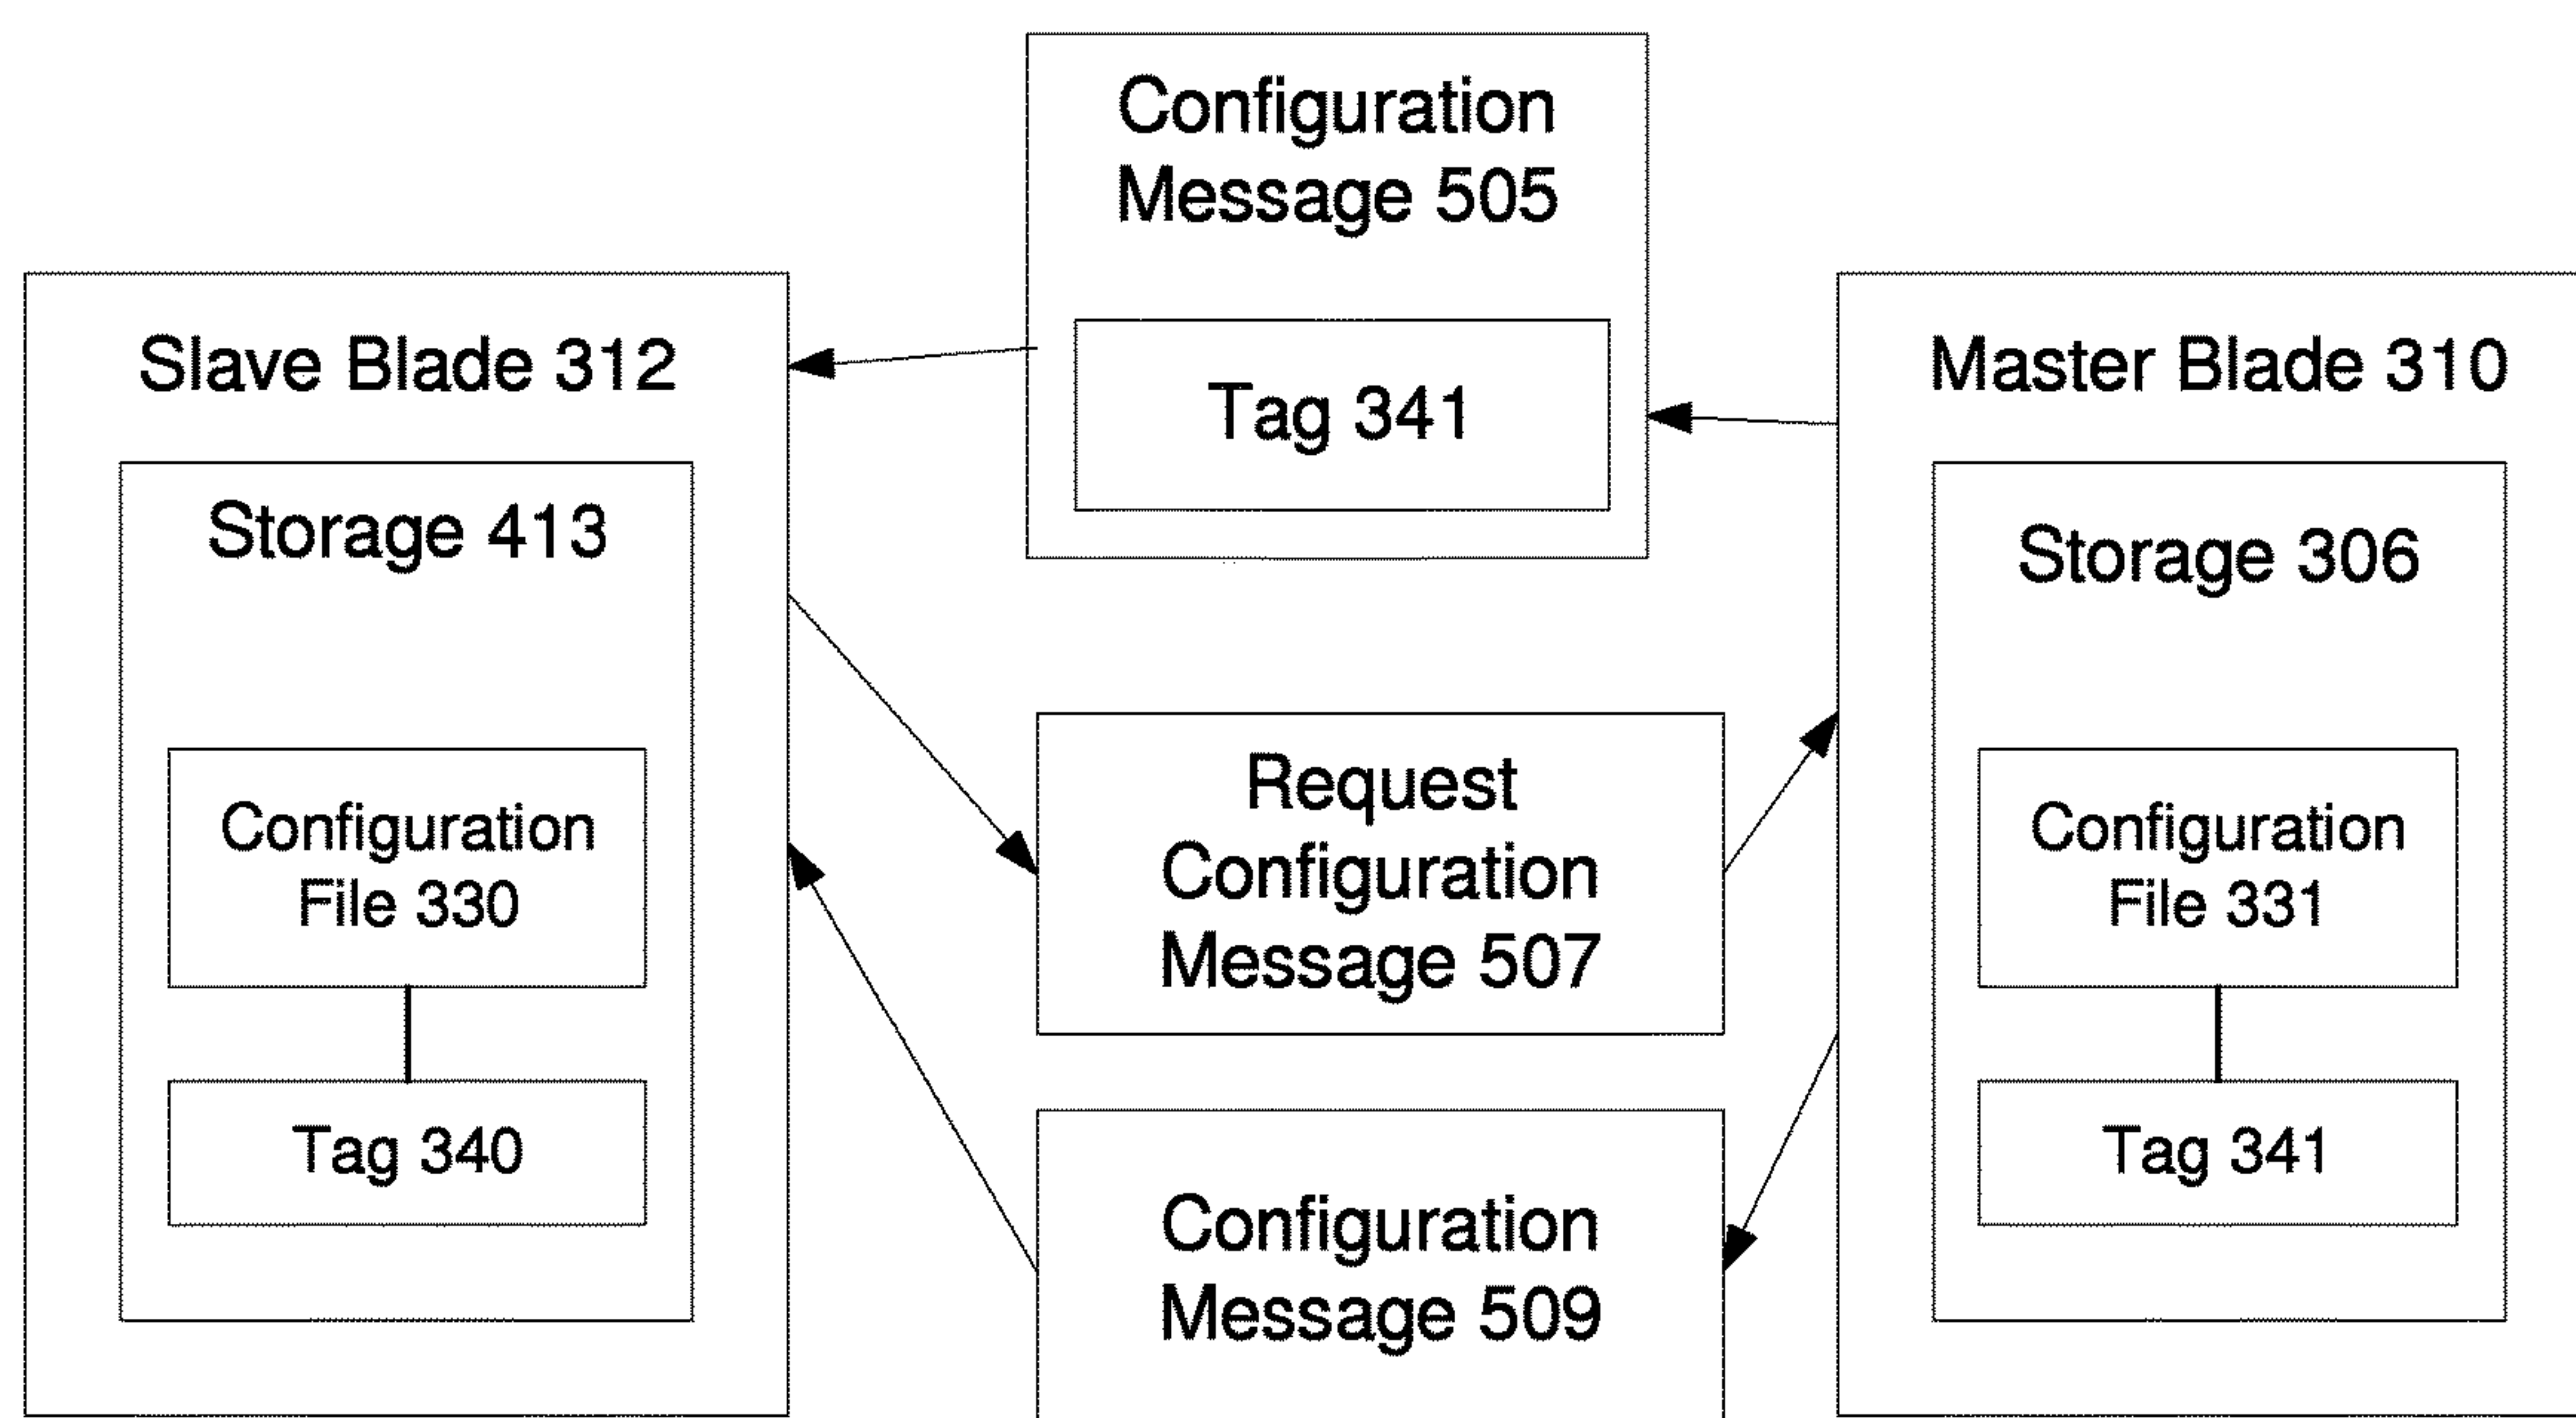 Configuration
Message 505
Tag 341
Slave Blade 312
Storage 413
Configuration
File 330
Tag 340
Request
Configuration
Message 507
Configuration
Message 509
Master Blade 310
Storage 306
Configuration
File 331
Tag 341